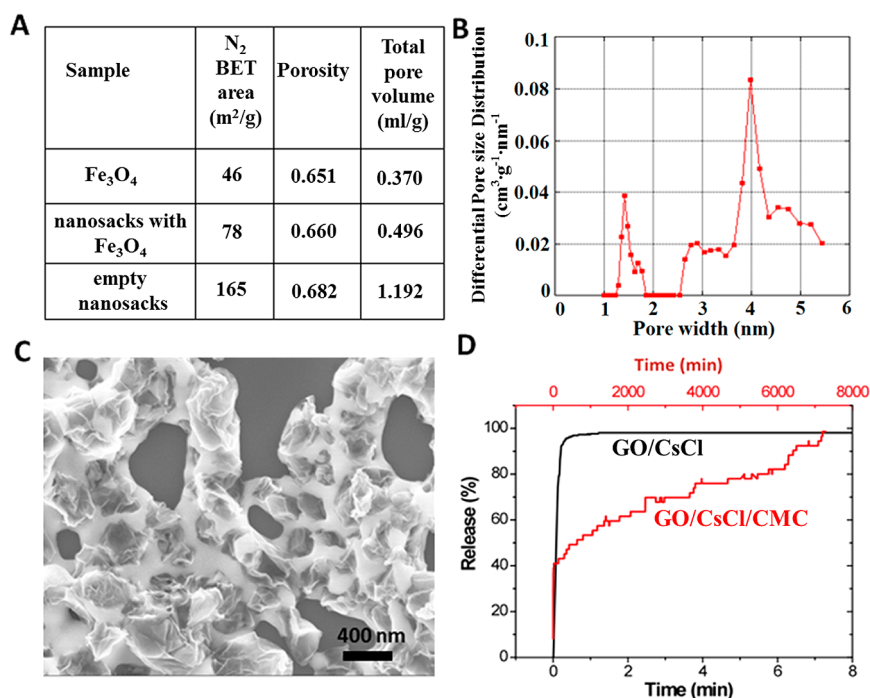 A
Sample
N₂
BET
area
(m²/g)
Porosity
Total
pore
volume
(ml/g)
Fe₃O₄
46
0.651
0.370
nanosacks with
Fe₃O₄
78
0.660
0.496
empty
nanosacks
165
0.682
1.192
B
Differential Pore size Distribution
(cm³·g⁻¹·nm⁻¹
0.1
0.08
0.06
0.04
0.02
0
0 1 2 3 4 5 6
Pore width (nm)
C
400 nm
D
Time (min)
0 2000 4000 6000 8000
Release (%)
100
80
60
40
20
0
GO/CsCl
GO/CsCl/CMC
0 2 4 6 8
Time (min)